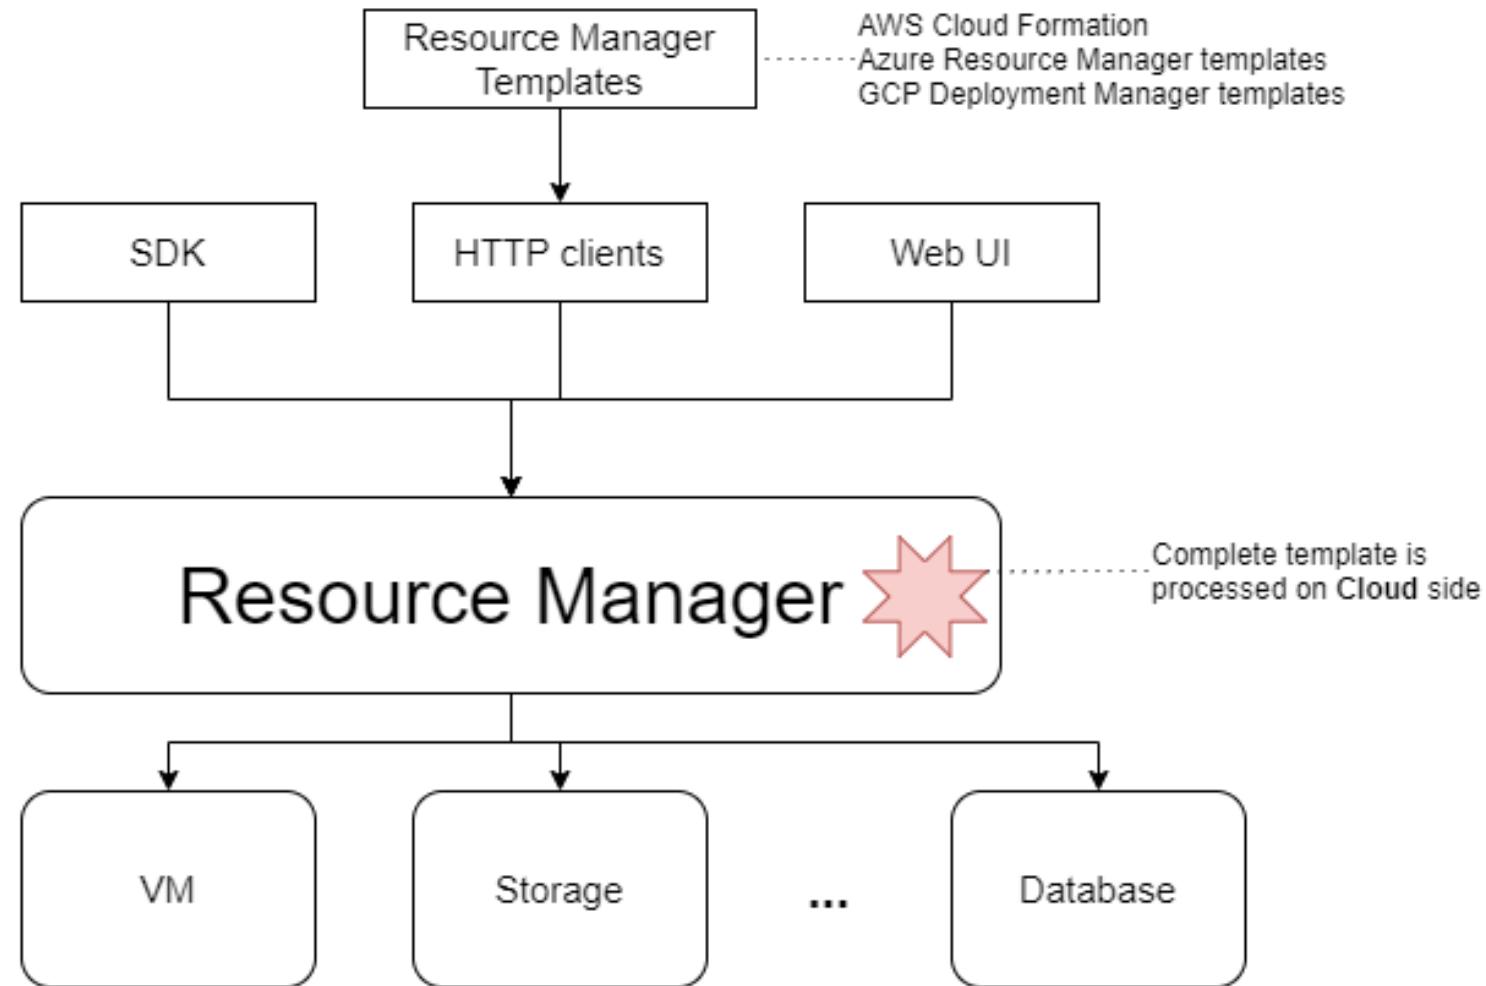 Resource Manager
Templates
AWS Cloud Formation
Azure Resource Manager templates
GCP Deployment Manager templates
SDK
HTTP clients
Web UI
Resource Manager
Complete template is
processed on Cloud side
VM
Storage
...
Database